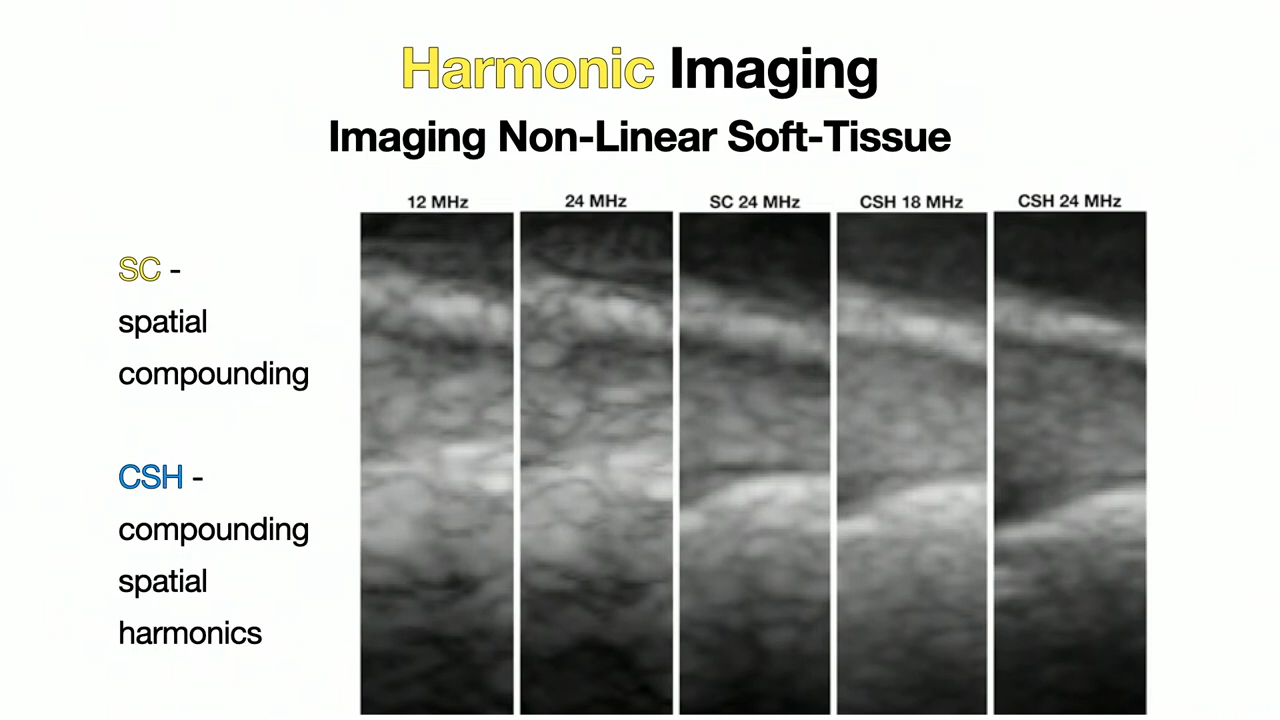 Harmonic Imaging
Imaging Non-Linear Soft-Tissue
12 MHz
24 MHz
SC 24 MHz
CSH 18 MHz
CSH 24 MHz
SC -
spatial
compounding
CSH -
compounding
spatial
harmonics